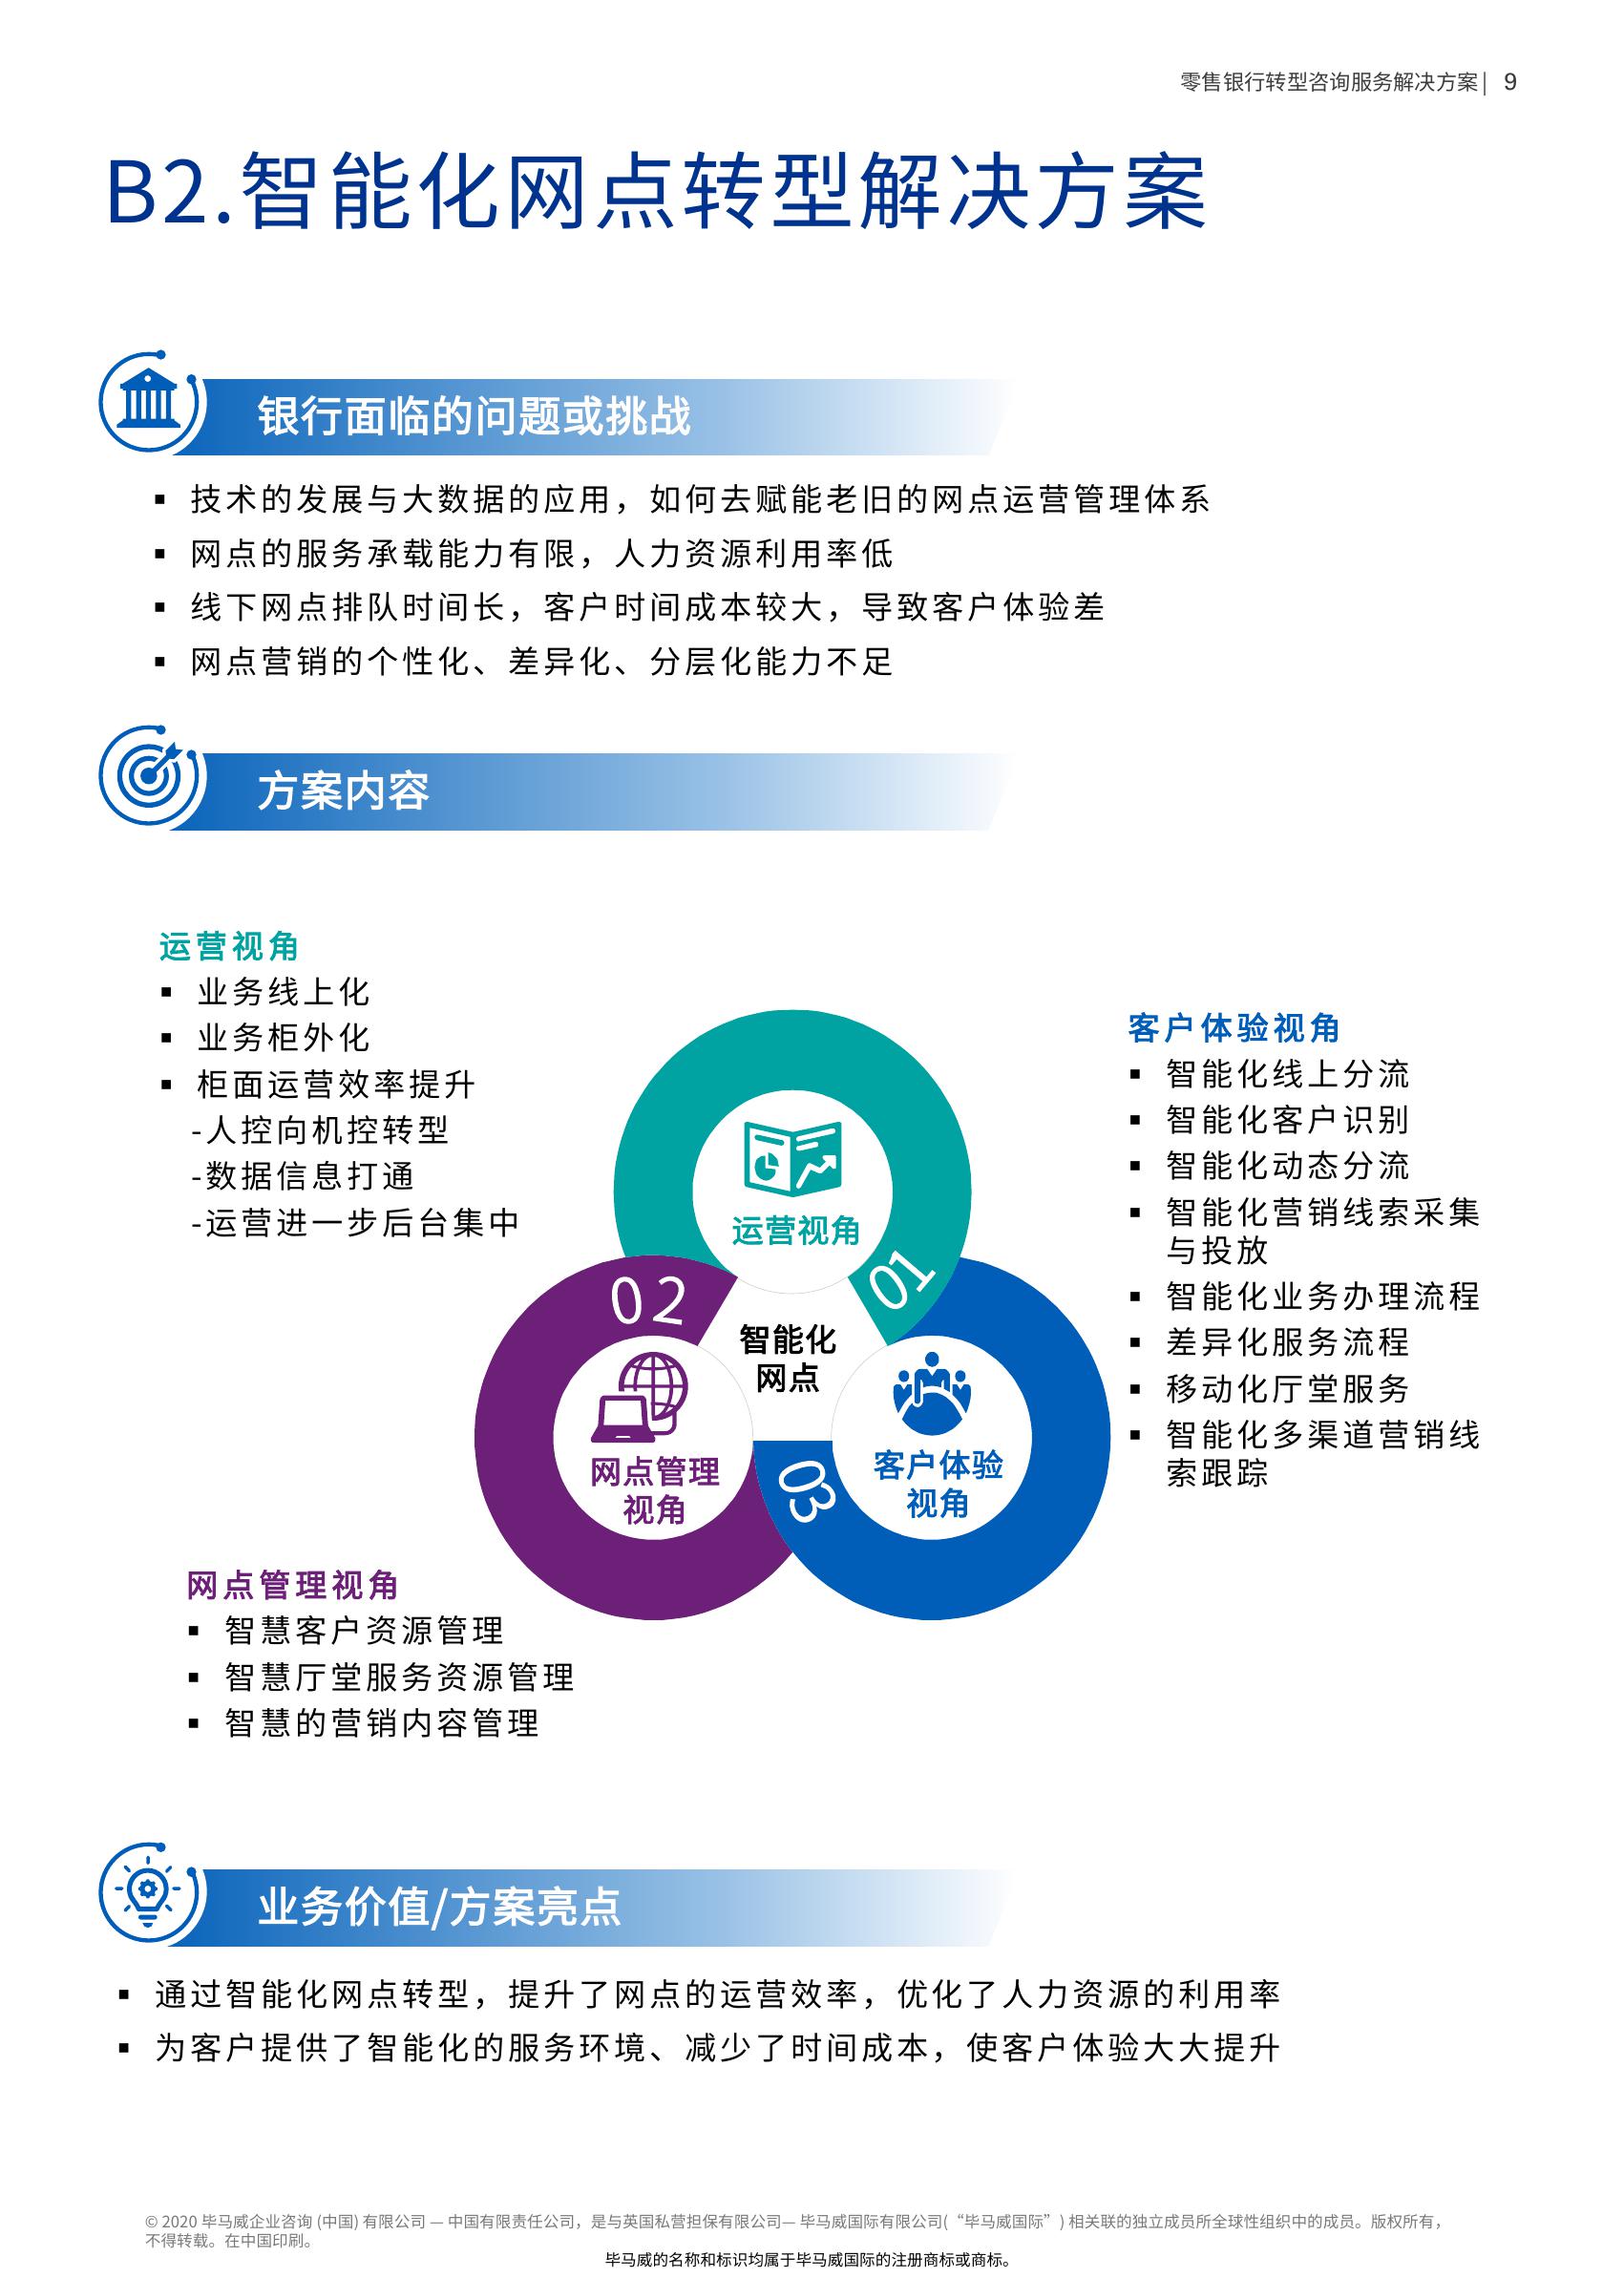 零售银行转型咨询服务解决方案| 9
B2.智能化网点转型解决方案
银行面临的问题或挑战
▪ 技术的发展与大数据的应用，如何去赋能老旧的网点运营管理体系
▪ 网点的服务承载能力有限，人力资源利用率低
▪ 线下网点排队时间长，客户时间成本较大，导致客户体验差
▪ 网点营销的个性化、差异化、分层化能力不足
方案内容
运营视角
▪ 业务线上化
▪ 业务柜外化
▪ 柜面运营效率提升
-人控向机控转型
-数据信息打通
-运营进一步后台集中
客户体验视角
▪ 智能化线上分流
▪ 智能化客户识别
▪ 智能化动态分流
▪ 智能化营销线索采集
与投放
▪ 智能化业务办理流程
▪ 差异化服务流程
▪ 移动化厅堂服务
▪ 智能化多渠道营销线
索跟踪
运营视角
01
02
智能化
网点
网点管理
视角
客户体验
视角
03
网点管理视角
▪ 智慧客户资源管理
▪ 智慧厅堂服务资源管理
▪ 智慧的营销内容管理
业务价值/方案亮点
▪ 通过智能化网点转型，提升了网点的运营效率，优化了人力资源的利用率
▪ 为客户提供了智能化的服务环境、减少了时间成本，使客户体验大大提升
© 2020 毕马威企业咨询 (中国) 有限公司 — 中国有限责任公司，是与英国私营担保有限公司— 毕马威国际有限公司(“毕马威国际”) 相关联的独立成员所全球性组织中的成员。版权所有，
不得转载。在中国印刷。
毕马威的名称和标识均属于毕马威国际的注册商标或商标。